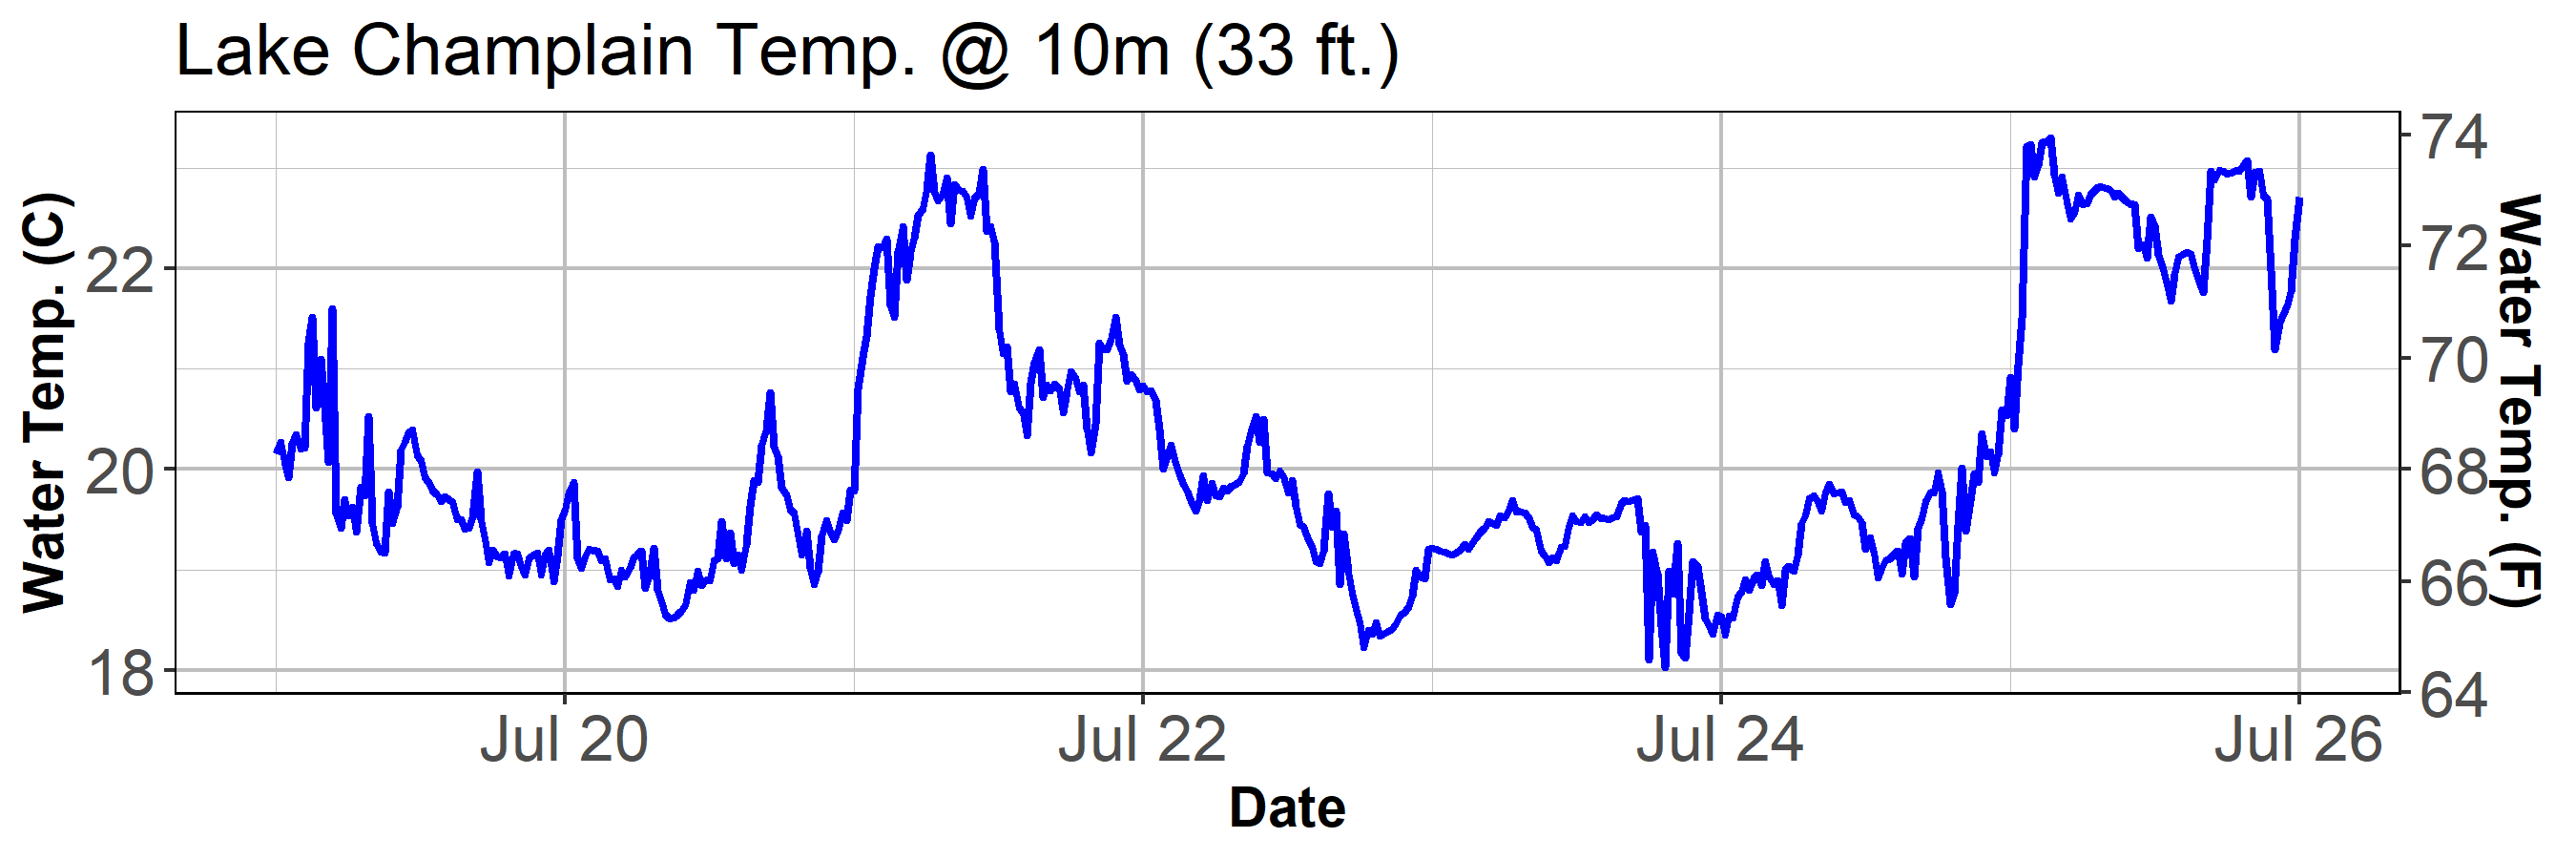 Lake Champlain Temp. @ 10m (33 ft.)
Water Temp. (C)
22
20
18
74
72
70
68
66
64
Water Temp. (F)
Jul 20 Jul 22 Jul 24 Jul 26
Date